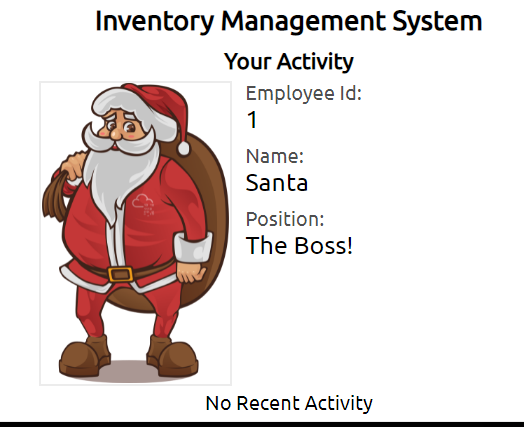 Inventory Management System
Your Activity
Employee Id:
1
Name:
Santa
Position:
The Boss!
No Recent Activity